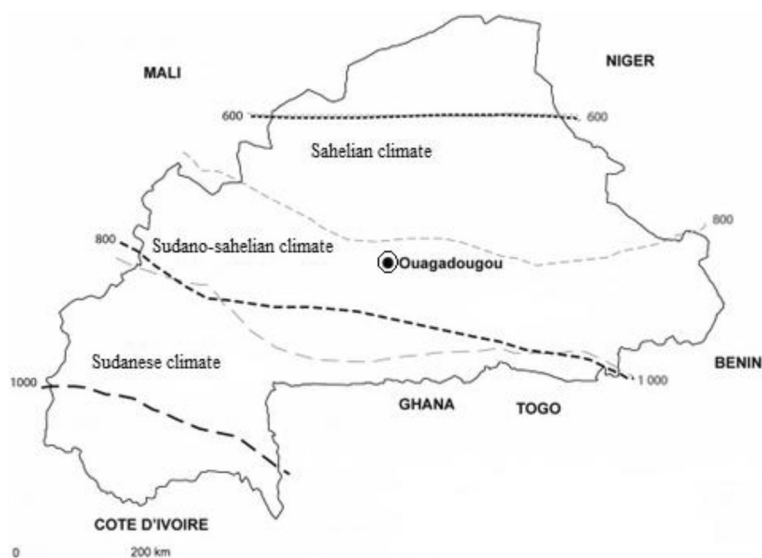 MALI
NIGER
600
600
Sahelian climate
800
800
Sudano-sahelian climate
Ouagadougou
Sudanese climate
1000
1 000
BENIN
GHANA
TOGO
COTE D'IVOIRE
0
200 km